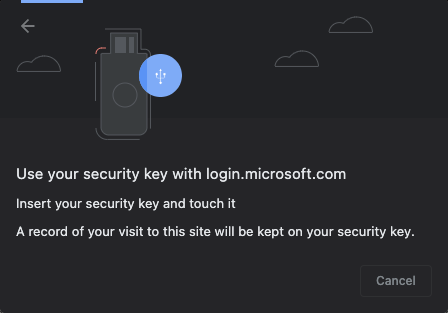 Use your security key with login.microsoft.com
Insert your security key and touch it
A record of your visit to this site will be kept on your security key.
Cancel